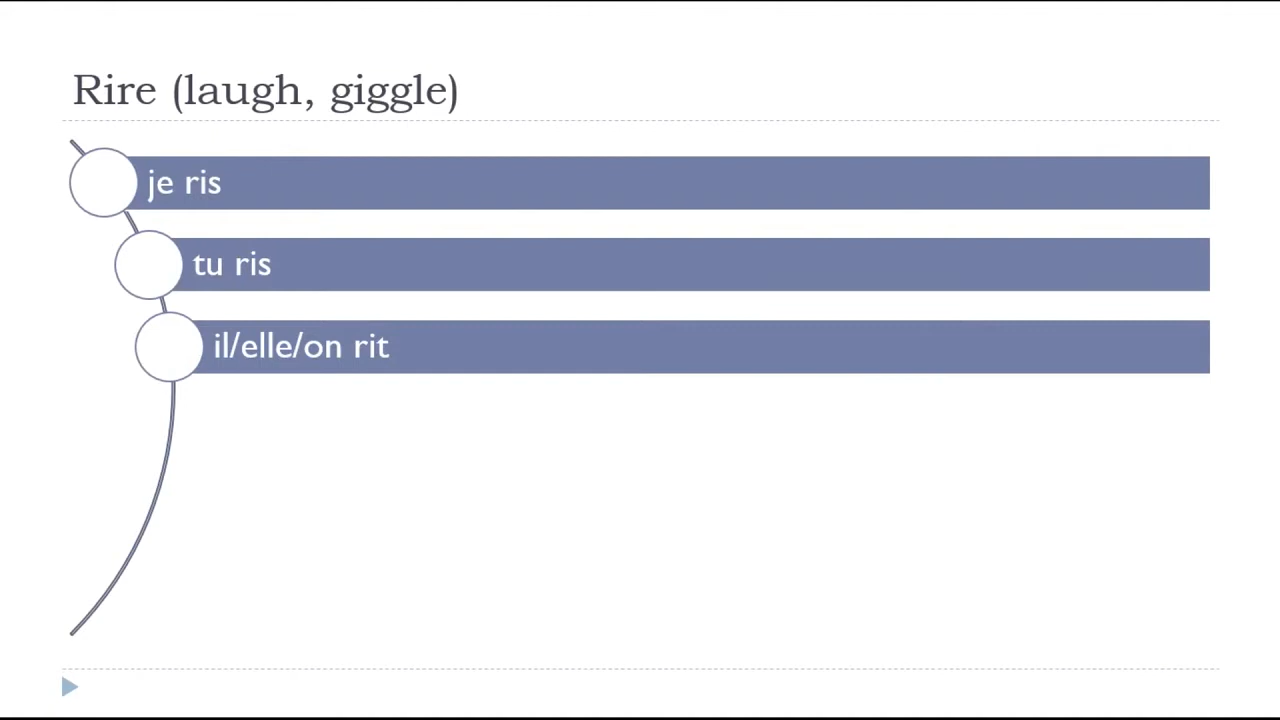 Rire (laugh, giggle)
je ris
tu ris
il/elle/on rit